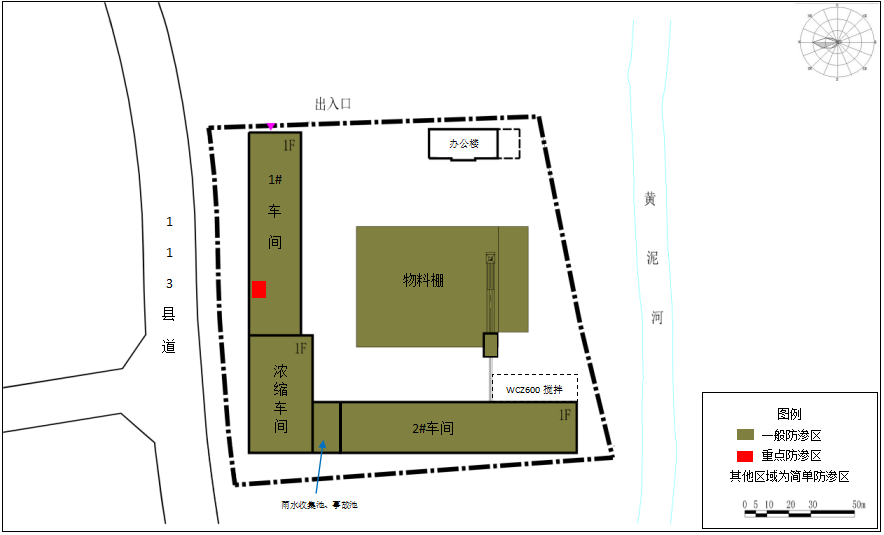 出入口
办公楼
1F
1#
车
间
黄
泥
河
1
1
3
县
道
物料棚
1F
浓
缩
车
间
WCZ600 搅拌
1F
2#车间
雨水收集池、事故池
图例
一般防渗区
重点防渗区
其他区域为简单防渗区
0 5 10 20 30 50m